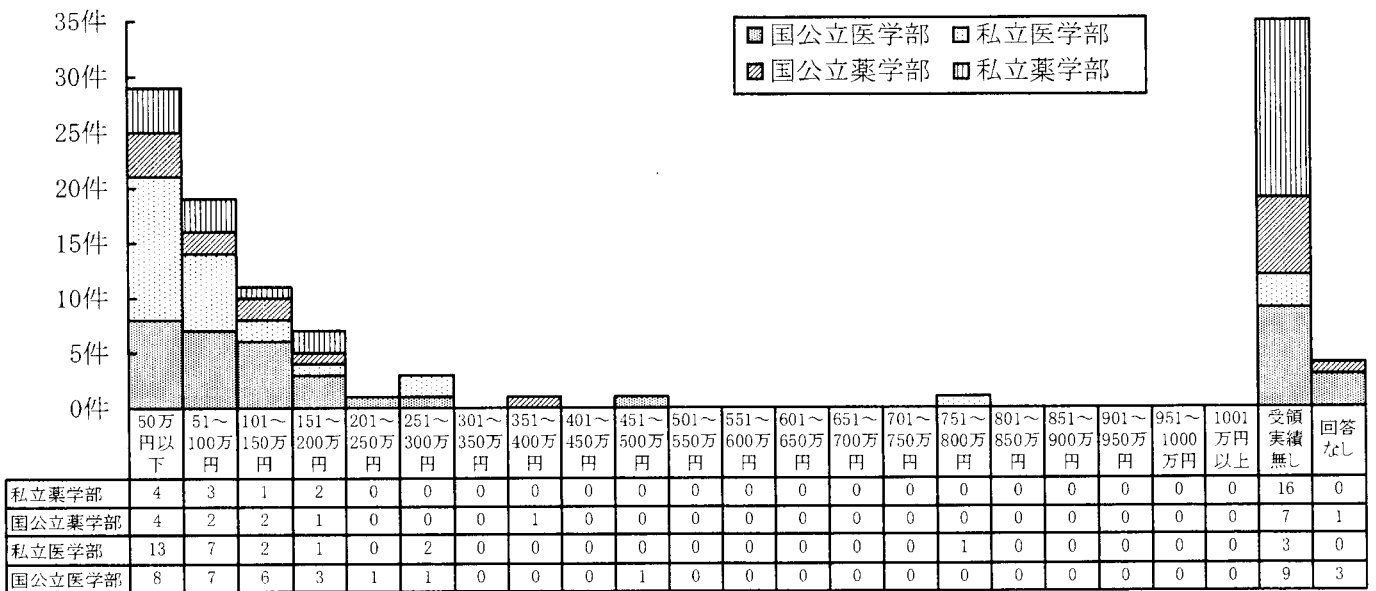 35件
30件
25件
20件
15件
10件
5件
0件
国公立医学部 私立医学部
国公立薬学部 私立薬学部
50万円以下 51～100万円 101～150万円 151～200万円 201～250万円 251～300万円 301～350万円 351～400万円 401～450万円 451～500万円 501～550万円 551～600万円 601～650万円 651～700万円 701～750万円 751～800万円 801～850万円 851～900万円 901～950万円 951～1000万円 1001万円以上 受領実績無し 回答なし
私立薬学部 4 3 1 2 0 0 0 0 0 0 0 0 0 0 0 0 0 0 0 0 0 16 0
国公立薬学部 4 2 2 1 0 0 0 1 0 0 0 0 0 0 0 0 0 0 0 0 0 7 1
私立医学部 13 7 2 1 0 2 0 0 0 0 0 0 0 0 0 1 0 0 0 0 0 3 0
国公立医学部 8 7 6 3 1 1 0 0 0 1 0 0 0 0 0 0 0 0 0 0 0 9 3